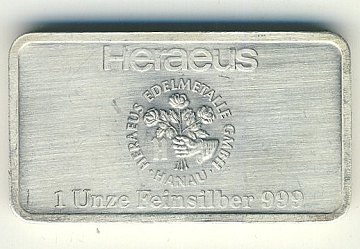 Heraeus
HERAEUS EDELMETALLE GMBH
· HANAU ·
1 Unze Feinsilber 999